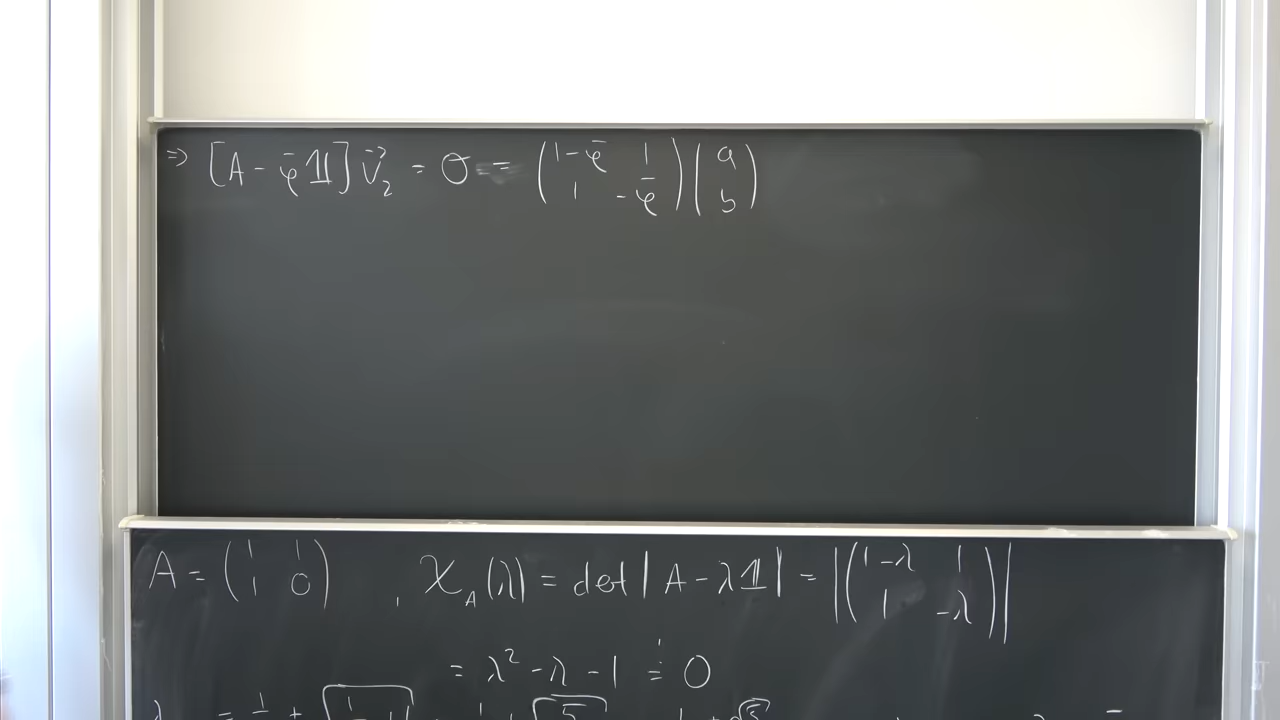 ⇒ [A - φ̄ 𝟙] v⃗₂ = 0 = (1-φ̄ 1 ; 1 -φ̄) (a ; b)
A = (1 1 ; 1 0) , χ_A(λ) = det | A - λ𝟙 | = |(1-λ 1 ; 1 -λ)|
= λ² - λ - 1 ≟ 0